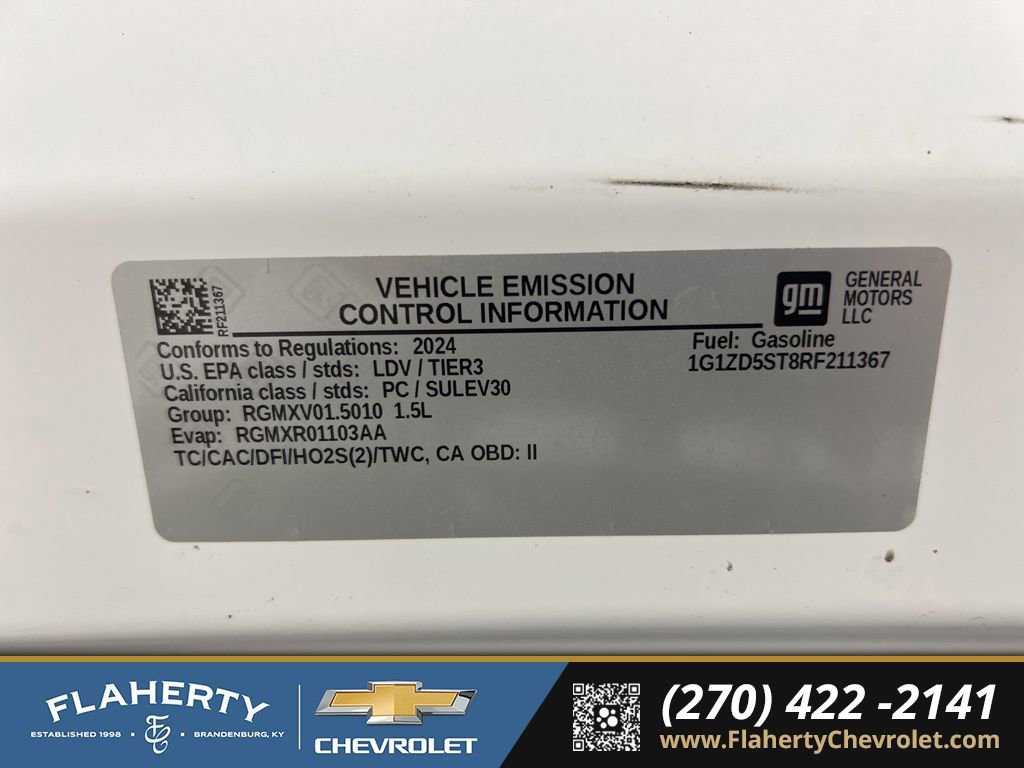 VEHICLE EMISSION
CONTROL INFORMATION
RF211367
gm
GENERAL
MOTORS
LLC
Conforms to Regulations: 2024
U.S. EPA class / stds: LDV / TIER3
California class / stds: PC / SULEV30
Group: RGMXV01.5010 1.5L
Evap: RGMXR01103AA
TC/CAC/DFI/HO2S(2)/TWC, CA OBD: II
Fuel: Gasoline
1G1ZD5ST8RF211367
FLAHERTY
ESTABLISHED 1998 • BRANDENBURG, KY
CHEVROLET
(270) 422 -2141
www.FlahertyChevrolet.com